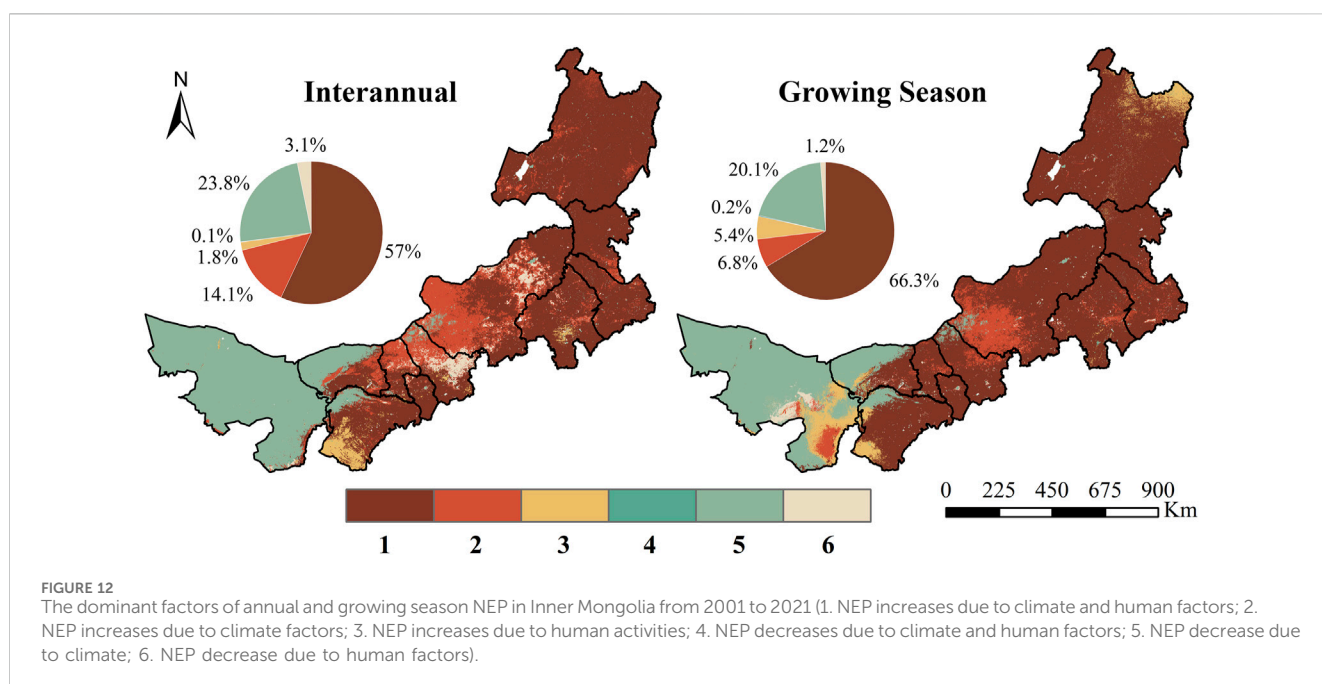 N
Interannual
3.1%
23.8%
0.1%
1.8%
14.1%
57%
Growing Season
1.2%
20.1%
0.2%
5.4%
6.8%
66.3%
1 2 3 4 5 6
0 225 450 675 900
Km
FIGURE 12
The dominant factors of annual and growing season NEP in Inner Mongolia from 2001 to 2021 (1. NEP increases due to climate and human factors; 2.
NEP increases due to climate factors; 3. NEP increases due to human activities; 4. NEP decreases due to climate and human factors; 5. NEP decrease due
to climate; 6. NEP decrease due to human factors).